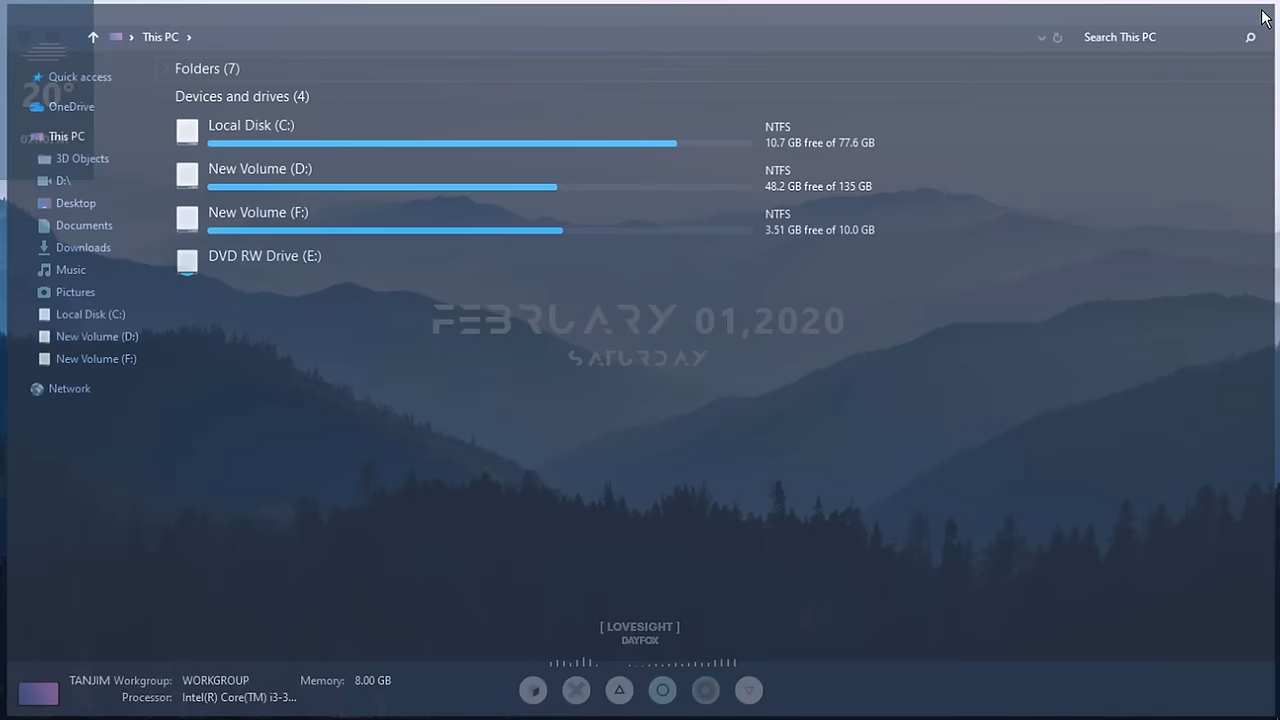 This PC
Search This PC
Folders (7)
Quick access
20°
Devices and drives (4)
OneDrive
Local Disk (C:)
NTFS
10.7 GB free of 77.6 GB
This PC
3D Objects
New Volume (D:)
NTFS
48.2 GB free of 135 GB
D:\
Desktop
New Volume (F:)
NTFS
3.51 GB free of 10.0 GB
Documents
Downloads
DVD RW Drive (E:)
Music
Pictures
Local Disk (C:)
FEBRUARY 01,2020
New Volume (D:)
New Volume (F:)
SATURDAY
Network
[ LOVESIGHT ]
DAYFOX
TANJIM Workgroup: WORKGROUP Memory: 8.00 GB
Processor: Intel(R) Core(TM) i3-3...